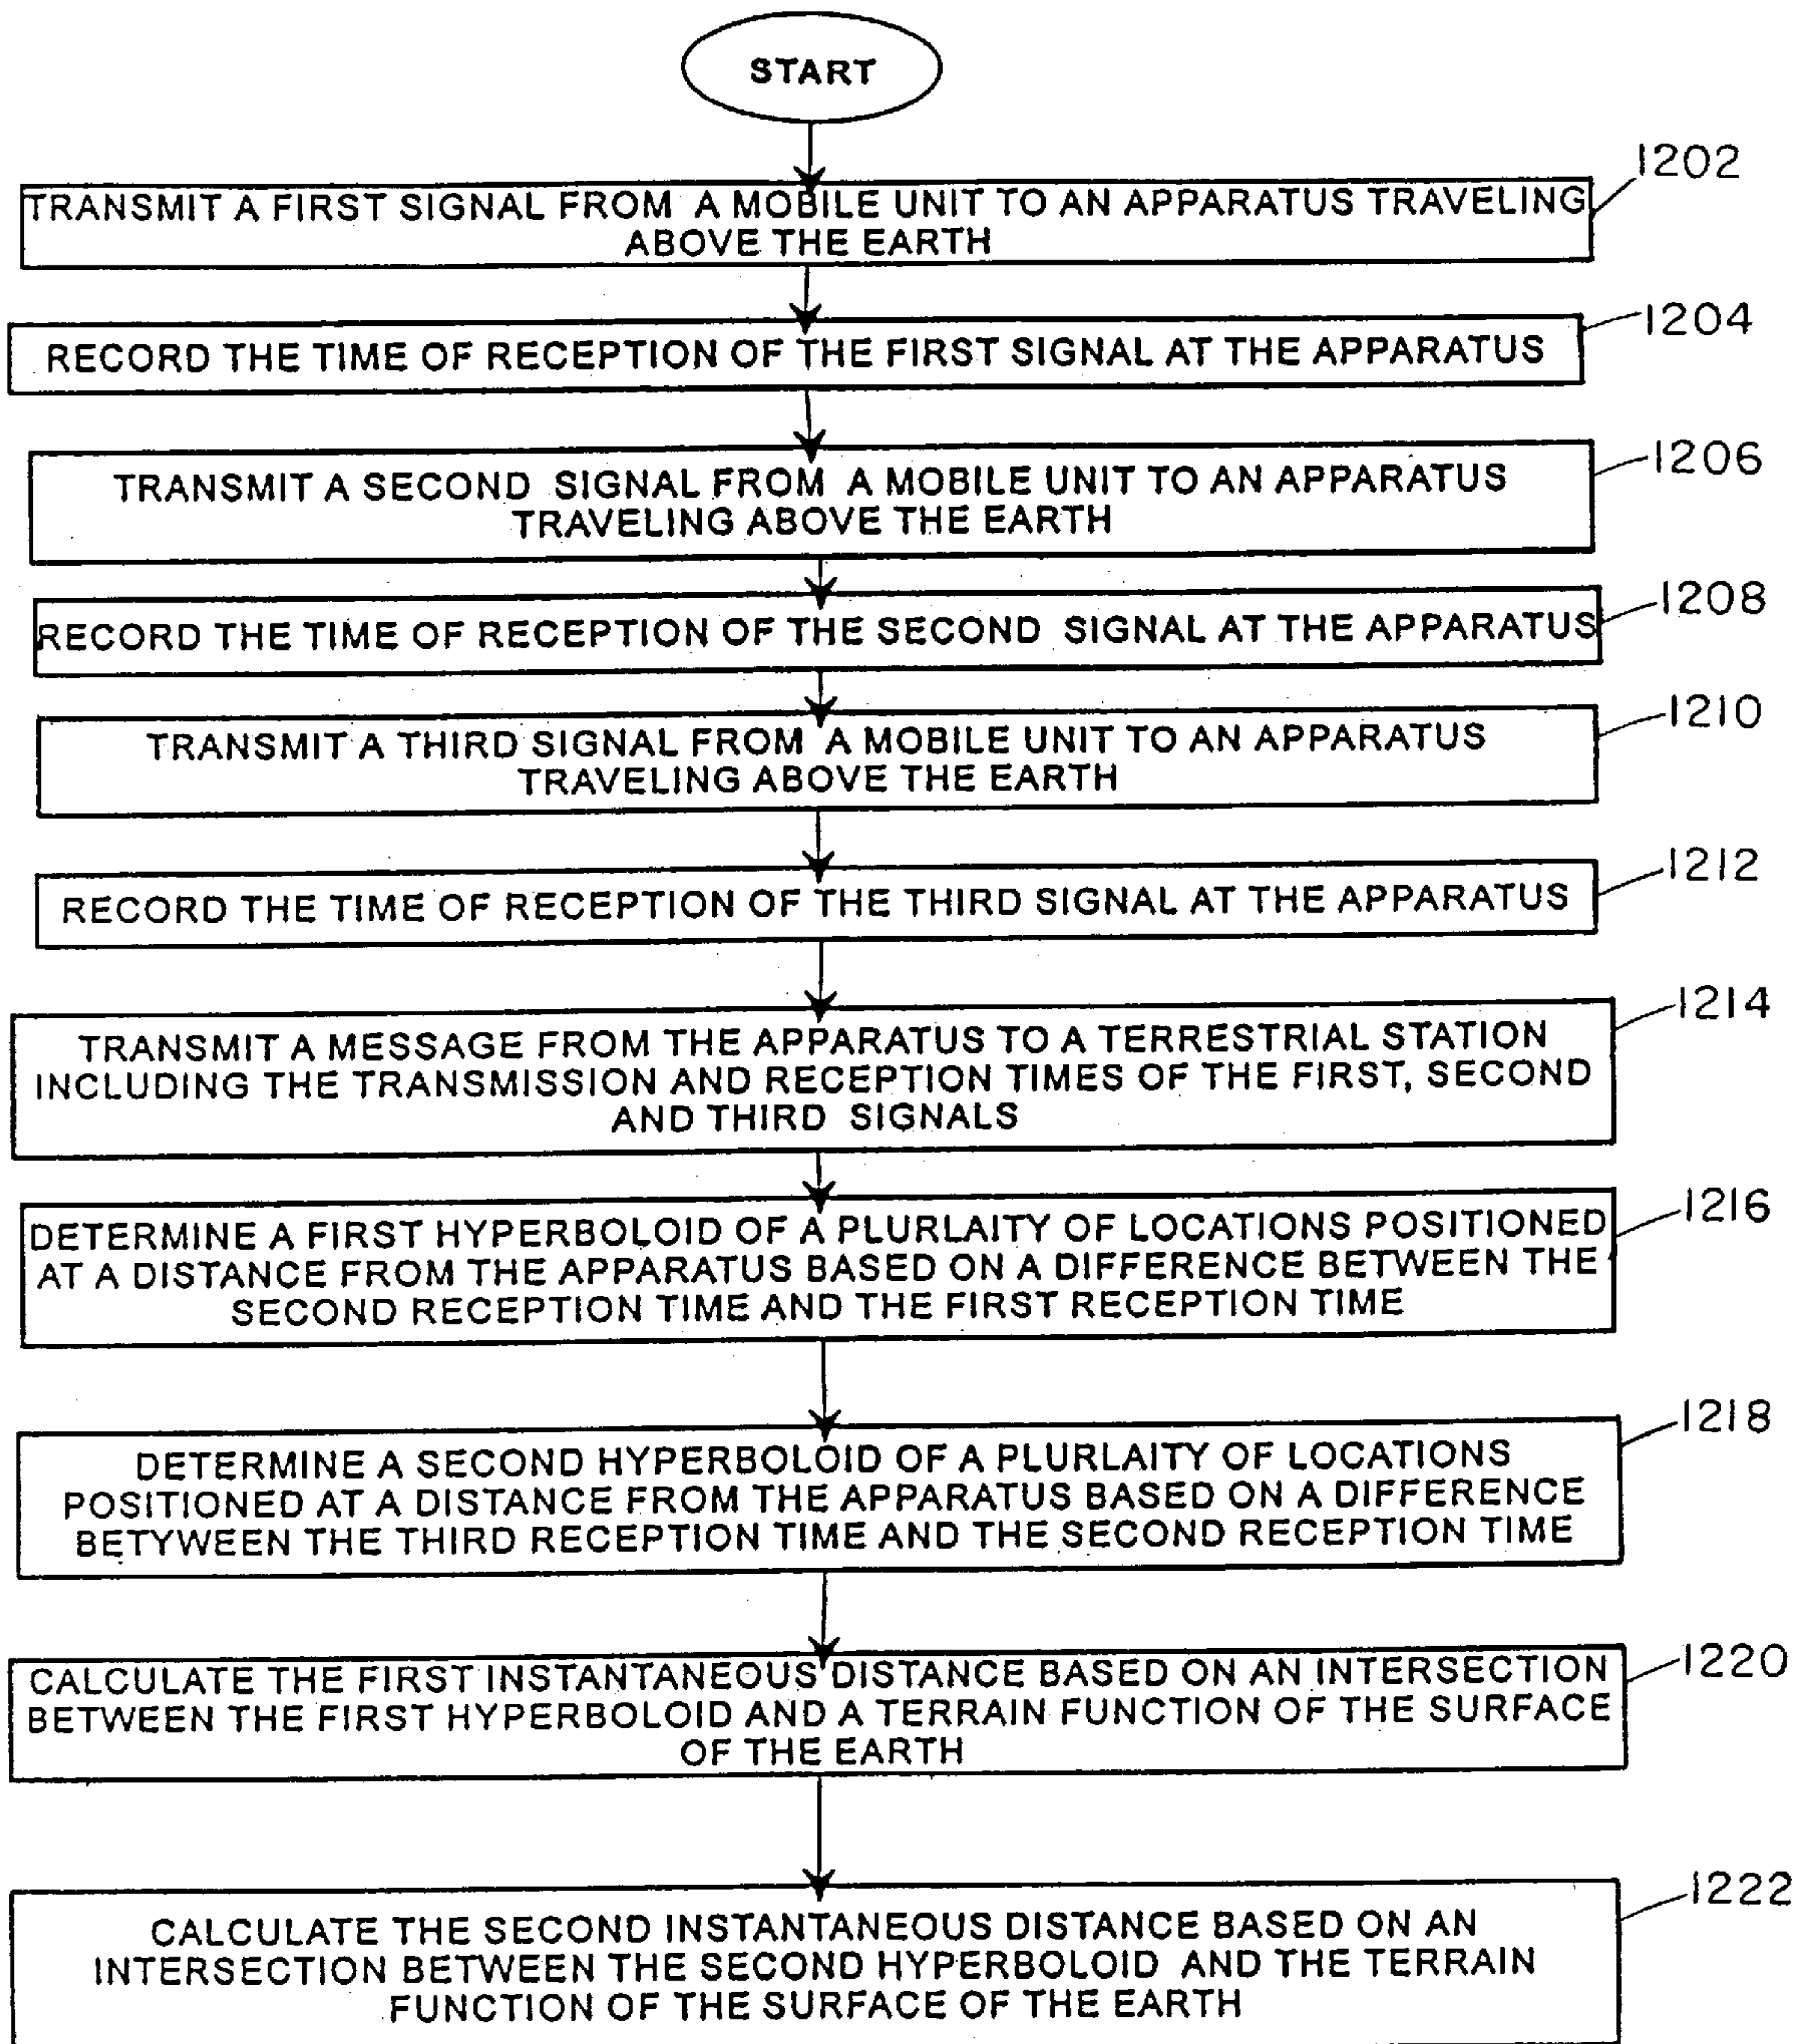 START
1202
TRANSMIT A FIRST SIGNAL FROM A MOBILE UNIT TO AN APPARATUS TRAVELING
ABOVE THE EARTH
1204
RECORD THE TIME OF RECEPTION OF THE FIRST SIGNAL AT THE APPARATUS
1206
TRANSMIT A SECOND SIGNAL FROM A MOBILE UNIT TO AN APPARATUS
TRAVELING ABOVE THE EARTH
1208
RECORD THE TIME OF RECEPTION OF THE SECOND SIGNAL AT THE APPARATUS
1210
TRANSMIT A THIRD SIGNAL FROM A MOBILE UNIT TO AN APPARATUS
TRAVELING ABOVE THE EARTH
1212
RECORD THE TIME OF RECEPTION OF THE THIRD SIGNAL AT THE APPARATUS
1214
TRANSMIT A MESSAGE FROM THE APPARATUS TO A TERRESTRIAL STATION
INCLUDING THE TRANSMISSION AND RECEPTION TIMES OF THE FIRST, SECOND
AND THIRD SIGNALS
1216
DETERMINE A FIRST HYPERBOLOID OF A PLURLAITY OF LOCATIONS POSITIONED
AT A DISTANCE FROM THE APPARATUS BASED ON A DIFFERENCE BETWEEN THE
SECOND RECEPTION TIME AND THE FIRST RECEPTION TIME
1218
DETERMINE A SECOND HYPERBOLOID OF A PLURLAITY OF LOCATIONS
POSITIONED AT A DISTANCE FROM THE APPARATUS BASED ON A DIFFERENCE
BETYWEEN THE THIRD RECEPTION TIME AND THE SECOND RECEPTION TIME
1220
CALCULATE THE FIRST INSTANTANEOUS DISTANCE BASED ON AN INTERSECTION
BETWEEN THE FIRST HYPERBOLOID AND A TERRAIN FUNCTION OF THE SURFACE
OF THE EARTH
1222
CALCULATE THE SECOND INSTANTANEOUS DISTANCE BASED ON AN
INTERSECTION BETWEEN THE SECOND HYPERBOLOID AND THE TERRAIN
FUNCTION OF THE SURFACE OF THE EARTH